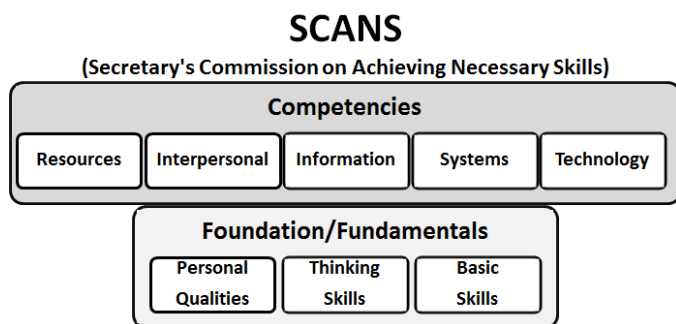 SCANS
(Secretary's Commission on Achieving Necessary Skills)
Competencies
Resources
Interpersonal
Information
Systems
Technology
Foundation/Fundamentals
Personal
Qualities
Thinking
Skills
Basic
Skills